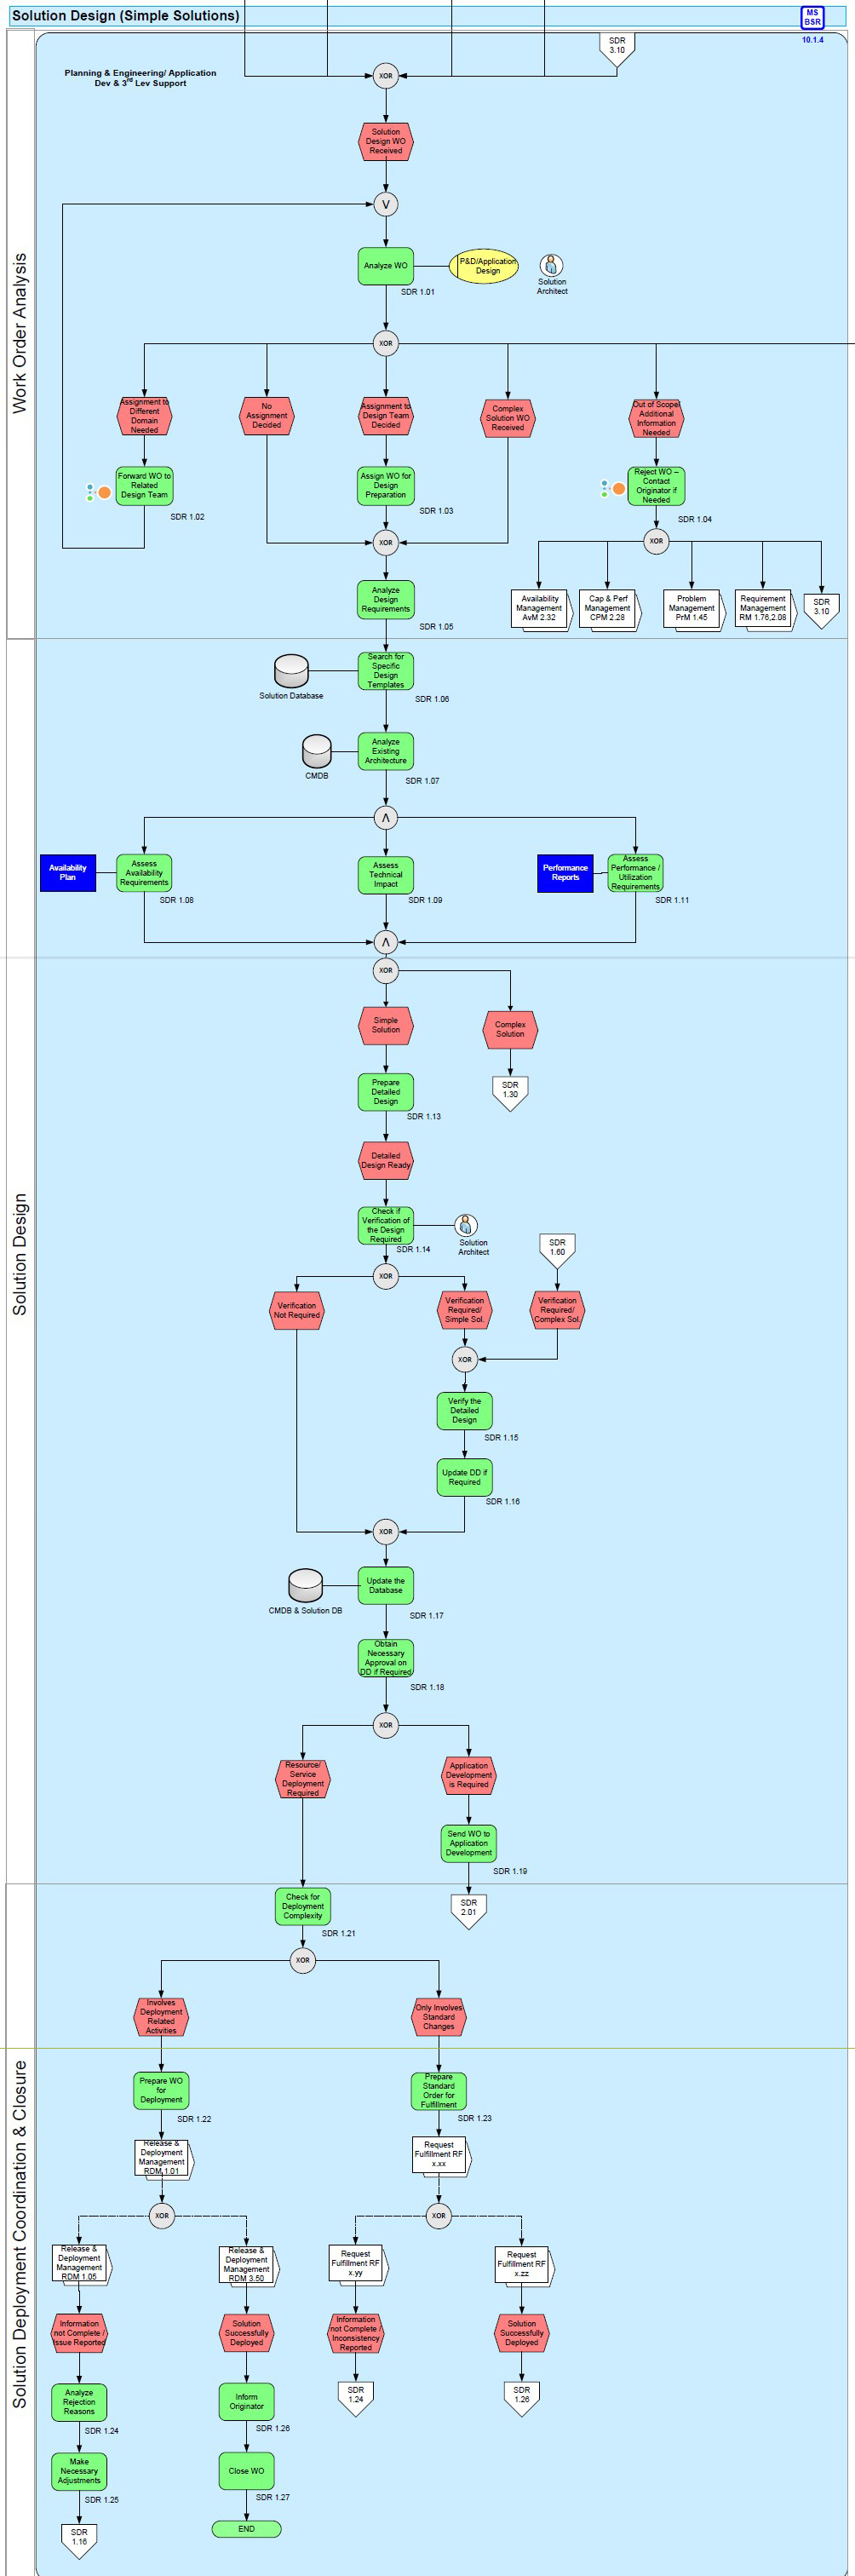 Solution Design (Simple Solutions)
MS
BSR
10.1.4
SDR
3.10
Planning & Engineering/ Application
Dev & 3rd Lev Support
XOR
Work Order Analysis
Solution
Design WO
Received
V
Analyze WO
SDR 1.01
P&D/Application
Design
Solution
Architect
XOR
Assignment to
Different
Domain
Needed
No
Assignment
Decided
Assignment to
Design Team
Decided
Complex
Solution WO
Received
Out of Scope/
Additional
Information
Needed
Forward WO to
Related
Design Team
SDR 1.02
Assign WO for
Design
Preparation
SDR 1.03
Reject WO –
Contact
Originator if
Needed
SDR 1.04
XOR
XOR
Analyze
Design
Requirements
SDR 1.05
Availability
Management
AvM 2.32
Cap & Perf
Management
CPM 2.28
Problem
Management
PrM 1.45
Requirement
Management
RM 1.76,2.08
SDR
3.10
Solution Design
Search for
Specific
Design
Templates
SDR 1.06
Solution Database
Analyze
Existing
Architecture
SDR 1.07
CMDB
Λ
Availability
Plan
Assess
Availability
Requirements
SDR 1.08
Assess
Technical
Impact
SDR 1.09
Performance
Reports
Assess
Performance /
Utilization
Requirements
SDR 1.11
Λ
XOR
Simple
Solution
Complex
Solution
Prepare
Detailed
Design
SDR 1.13
SDR
1.30
Detailed
Design Ready
Check if
Verification of
the Design
Required
SDR 1.14
Solution
Architect
SDR
1.60
XOR
Verification
Not Required
Verification
Required/
Simple Sol.
Verification
Required/
Complex Sol.
XOR
Verify the
Detailed
Design
SDR 1.15
Update DD if
Required
SDR 1.16
XOR
Update the
Database
SDR 1.17
CMDB & Solution DB
Obtain
Necessary
Approval on
DD if Required
SDR 1.18
XOR
Resource/
Service
Deployment
Required
Application
Development
is Required
Send WO to
Application
Development
SDR 1.19
SDR
2.01
Solution Deployment Coordination & Closure
Check for
Deployment
Complexity
SDR 1.21
XOR
Involves
Deployment
Related
Activities
Only Involves
Standard
Changes
Prepare WO
for
Deployment
SDR 1.22
Prepare
Standard
Order for
Fulfillment
SDR 1.23
Release &
Deployment
Management
RDM 1.01
Request
Fulfillment RF
x.xx
XOR
XOR
Release &
Deployment
Management
RDM 1.05
Release &
Deployment
Management
RDM 3.50
Request
Fulfillment RF
x.yy
Request
Fulfillment RF
x.zz
Information
not Complete /
Issue Reported
Solution
Successfully
Deployed
Information
not Complete /
Inconsistency
Reported
Solution
Successfully
Deployed
Analyze
Rejection
Reasons
SDR 1.24
Inform
Originator
SDR 1.26
SDR
1.24
SDR
1.26
Make
Necessary
Adjustments
SDR 1.25
Close WO
SDR 1.27
SDR
1.16
END